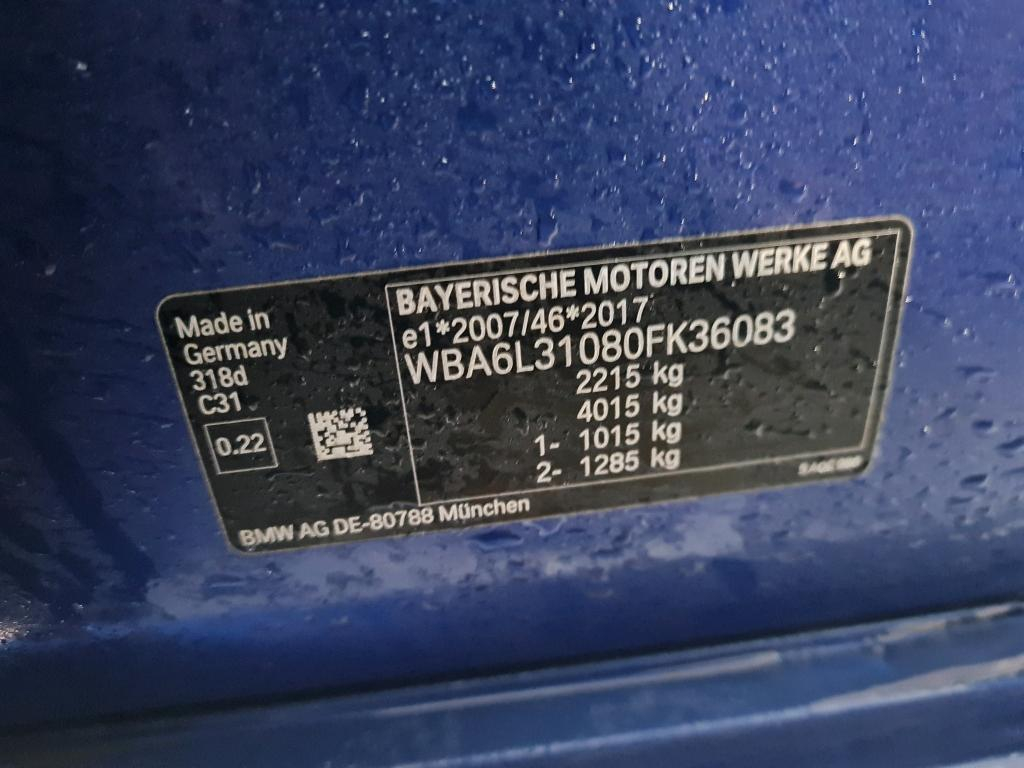 Made in
Germany
318d
C31
0.22
BAYERISCHE MOTOREN WERKE AG
e1*2007/46*2017
WBA6L31080FK36083
2215 kg
4015 kg
1- 1015 kg
2- 1285 kg
BMW AG DE-80788 München